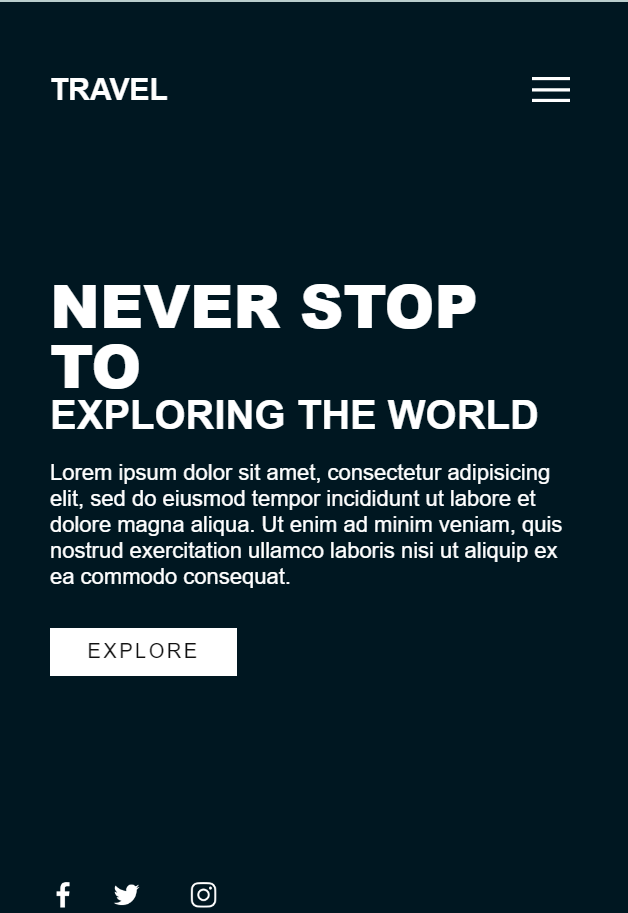 TRAVEL
NEVER STOP
TO
EXPLORING THE WORLD
Lorem ipsum dolor sit amet, consectetur adipisicing
elit, sed do eiusmod tempor incididunt ut labore et
dolore magna aliqua. Ut enim ad minim veniam, quis
nostrud exercitation ullamco laboris nisi ut aliquip ex
ea commodo consequat.
EXPLORE